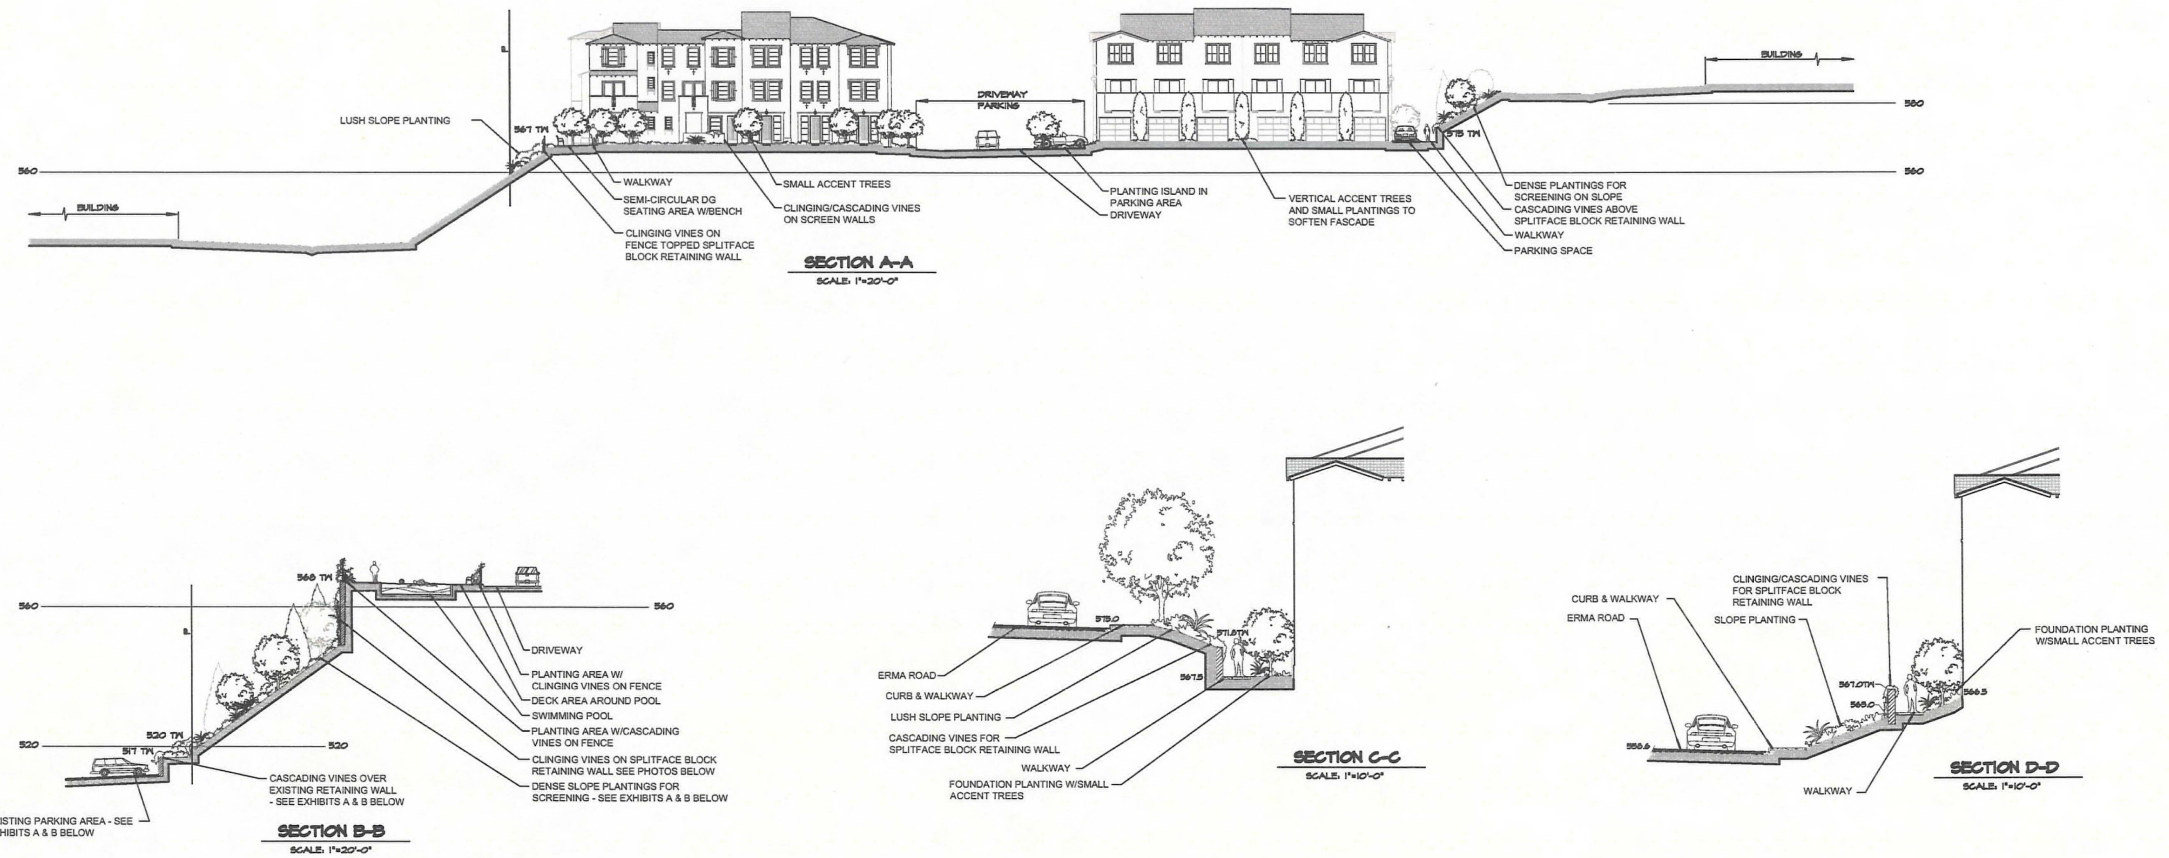 BUILDING
DRIVEWAY
PARKING
LUSH SLOPE PLANTING
567 TW
573 TW
580
560
560
BUILDING
WALKWAY
SEMI-CIRCULAR DG
SEATING AREA W/BENCH
CLINGING VINES ON
FENCE TOPPED SPLITFACE
BLOCK RETAINING WALL
SMALL ACCENT TREES
CLINGING/CASCADING VINES
ON SCREEN WALLS
PLANTING ISLAND IN
PARKING AREA
DRIVEWAY
VERTICAL ACCENT TREES
AND SMALL PLANTINGS TO
SOFTEN FASCADE
DENSE PLANTINGS FOR
SCREENING ON SLOPE
CASCADING VINES ABOVE
SPLITFACE BLOCK RETAINING WALL
WALKWAY
PARKING SPACE
SECTION A-A
SCALE: 1"=20'-0"
568 TW
560
560
520
520
520 TW
517 TW
DRIVEWAY
PLANTING AREA W/
CLINGING VINES ON FENCE
DECK AREA AROUND POOL
SWIMMING POOL
PLANTING AREA W/CASCADING
VINES ON FENCE
CLINGING VINES ON SPLITFACE BLOCK
RETAINING WALL SEE PHOTOS BELOW
DENSE SLOPE PLANTINGS FOR
SCREENING - SEE EXHIBITS A & B BELOW
CASCADING VINES OVER
EXISTING RETAINING WALL
- SEE EXHIBITS A & B BELOW
ISTING PARKING AREA - SEE
HIBITS A & B BELOW
SECTION B-B
SCALE: 1"=20'-0"
573.0
571.5TW
567.5
ERMA ROAD
CURB & WALKWAY
LUSH SLOPE PLANTING
CASCADING VINES FOR
SPLITFACE BLOCK RETAINING WALL
WALKWAY
FOUNDATION PLANTING W/SMALL
ACCENT TREES
SECTION C-C
SCALE: 1"=10'-0"
CLINGING/CASCADING VINES
FOR SPLITFACE BLOCK
RETAINING WALL
CURB & WALKWAY
ERMA ROAD
SLOPE PLANTING
FOUNDATION PLANTING
W/SMALL ACCENT TREES
567.0TW
566.5
WALKWAY
SECTION D-D
SCALE: 1"=10'-0"